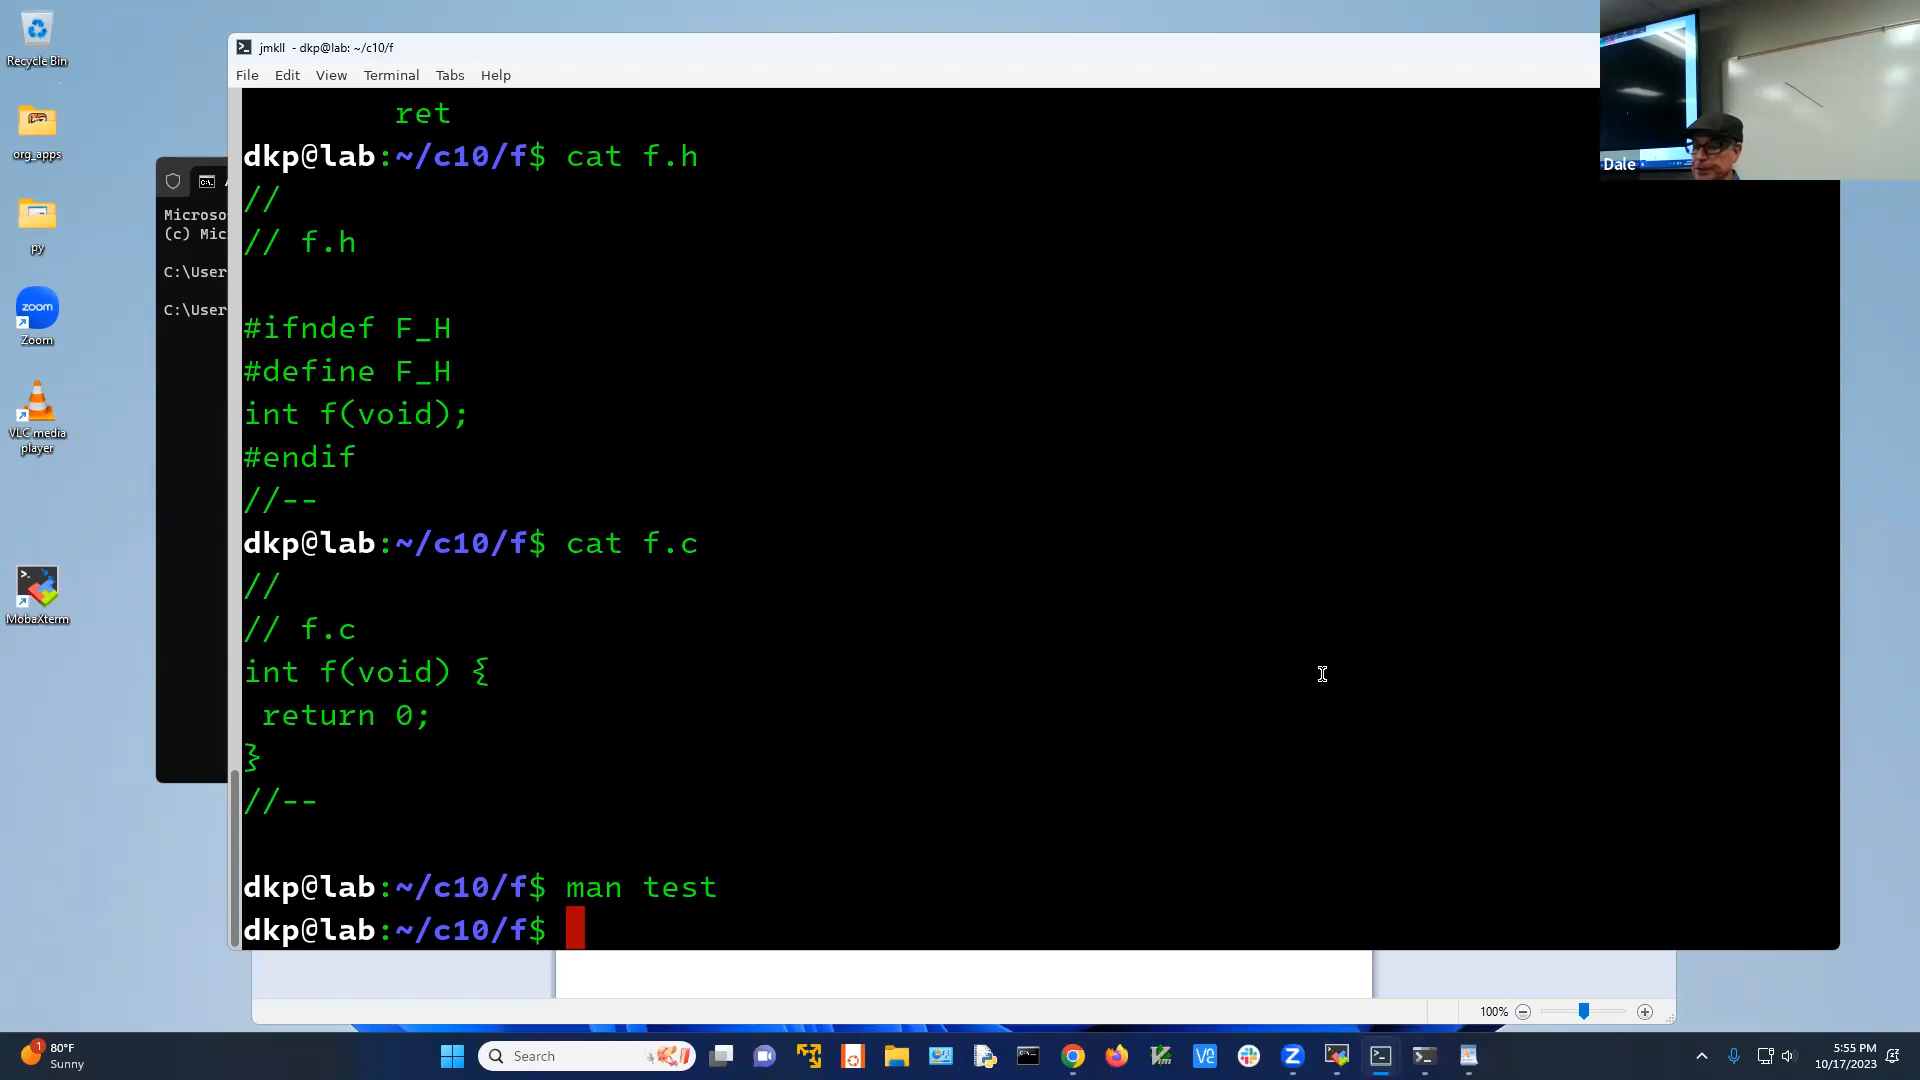 Recycle Bin
org_apps
py
zoom
Zoom
VLC media
player
MobaXterm
Microso
(c) Mic
C:\User
C:\User
jmkll - dkp@lab: ~/c10/f
File Edit View Terminal Tabs Help
ret
dkp@lab:~/c10/f$ cat f.h
//
// f.h
#ifndef F_H
#define F_H
int f(void);
#endif
//--
dkp@lab:~/c10/f$ cat f.c
//
// f.c
int f(void) {
return 0;
}
//--
dkp@lab:~/c10/f$ man test
dkp@lab:~/c10/f$
Dale
100%
1
80°F
Sunny
Search
5:55 PM
10/17/2023